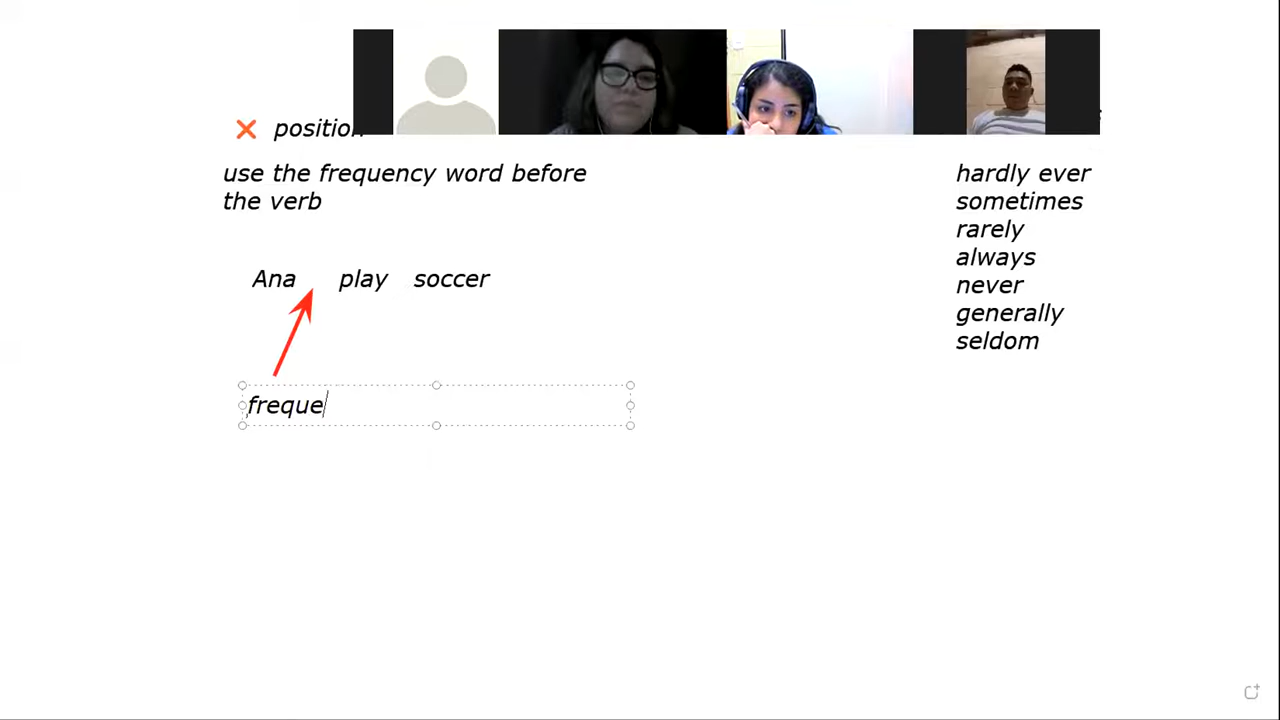 position
use the frequency word before
the verb
Ana play soccer
freque
hardly ever
sometimes
rarely
always
never
generally
seldom